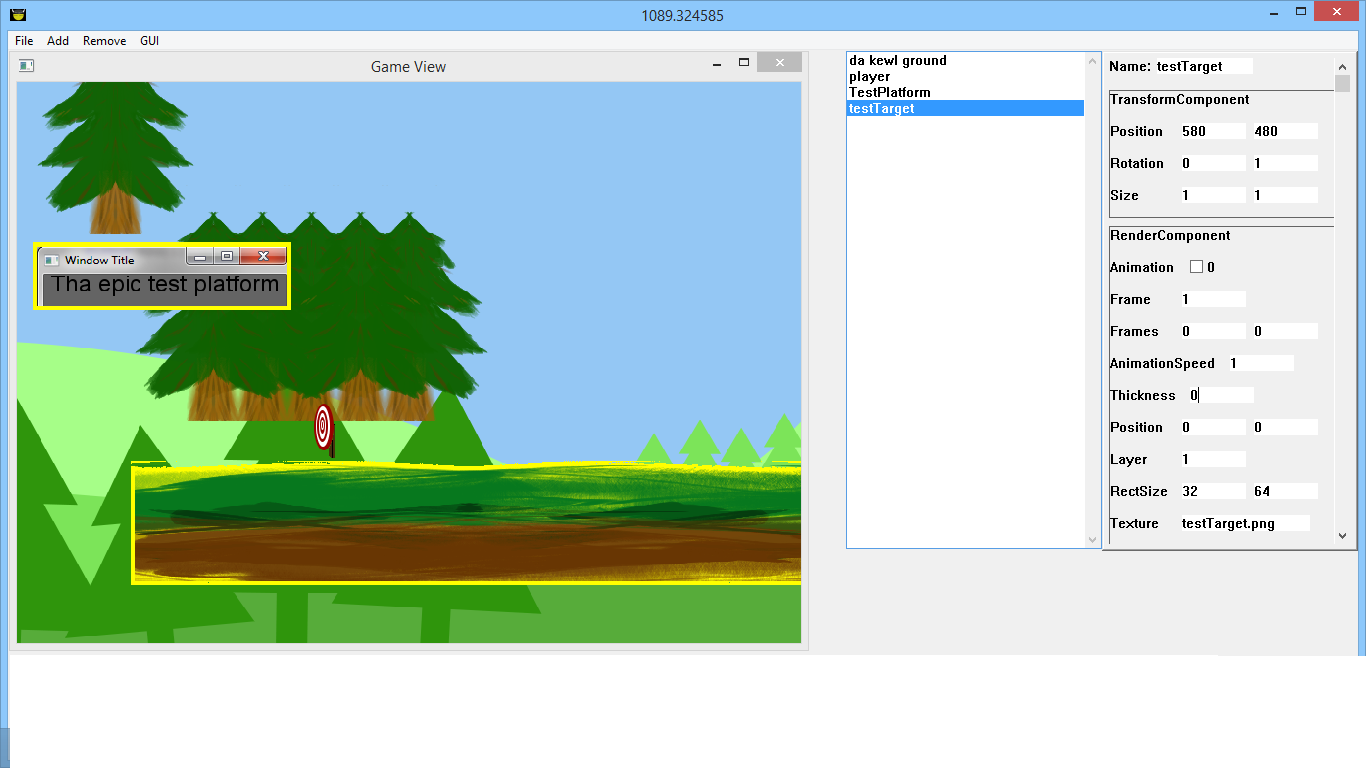 1089.324585
File Add Remove GUI
Game View
Window Title
Tha epic test platform
da kewl ground
player
TestPlatform
testTarget
Name: testTarget
TransformComponent
Position 580 480
Rotation 0 1
Size 1 1
RenderComponent
Animation 0
Frame 1
Frames 0 0
AnimationSpeed 1
Thickness 0
Position 0 0
Layer 1
RectSize 32 64
Texture testTarget.png